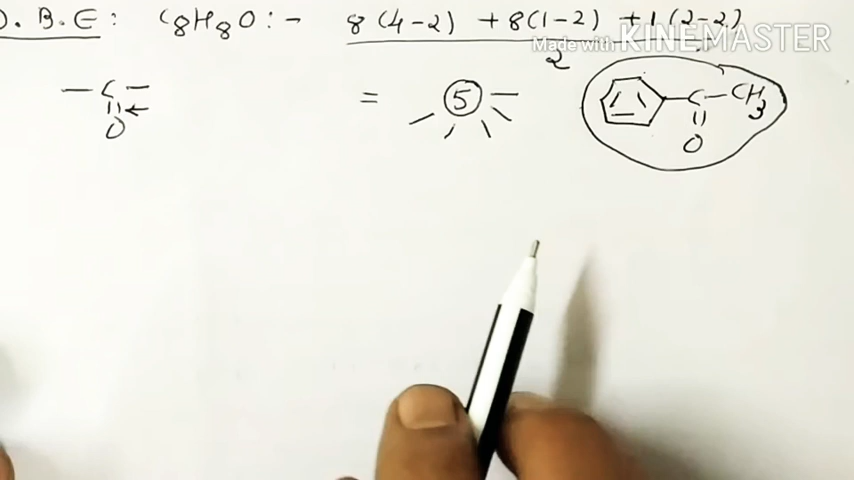 D. B. E : C8H8O :- 8 (4-2) + 8 (1-2) + 1 (2-2)
2
Made with KINEMASTER
- C -
O
= 5
- C - CH3
O